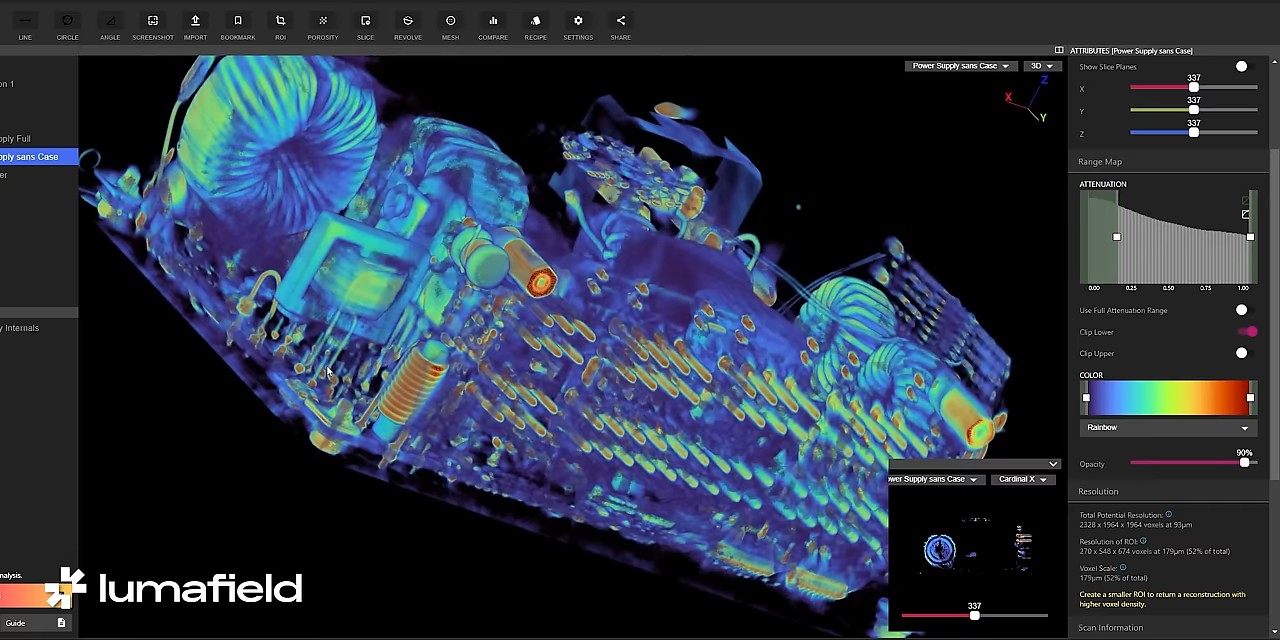 LINE CIRCLE ANGLE SCREENSHOT IMPORT BOOKMARK ROI POROSITY SLICE REVOLVE MESH COMPARE RECIPE SETTINGS SHARE
on 1
pply Full
pply sans Case
er
y Internals
nalysis.
Guide
lumafield
Power Supply sans Case
3D
X
Z
Y
ower Supply sans Case
Cardinal X
337
ATTRIBUTES [Power Supply sans Case]
Show Slice Planes
337
X
337
Y
337
Z
Range Map
ATTENUATION
0.00 0.25 0.50 0.75 1.00
Use Full Attenuation Range
Clip Lower
Clip Upper
COLOR
Rainbow
90%
Opacity
Resolution
Total Potential Resolution:
2328 x 1964 x 1964 voxels at 93µm
Resolution of ROI:
270 x 548 x 674 voxels at 179µm (52% of total)
Voxel Scale:
179µm (52% of total)
Create a smaller ROI to return a reconstruction with
higher voxel density.
Scan Information